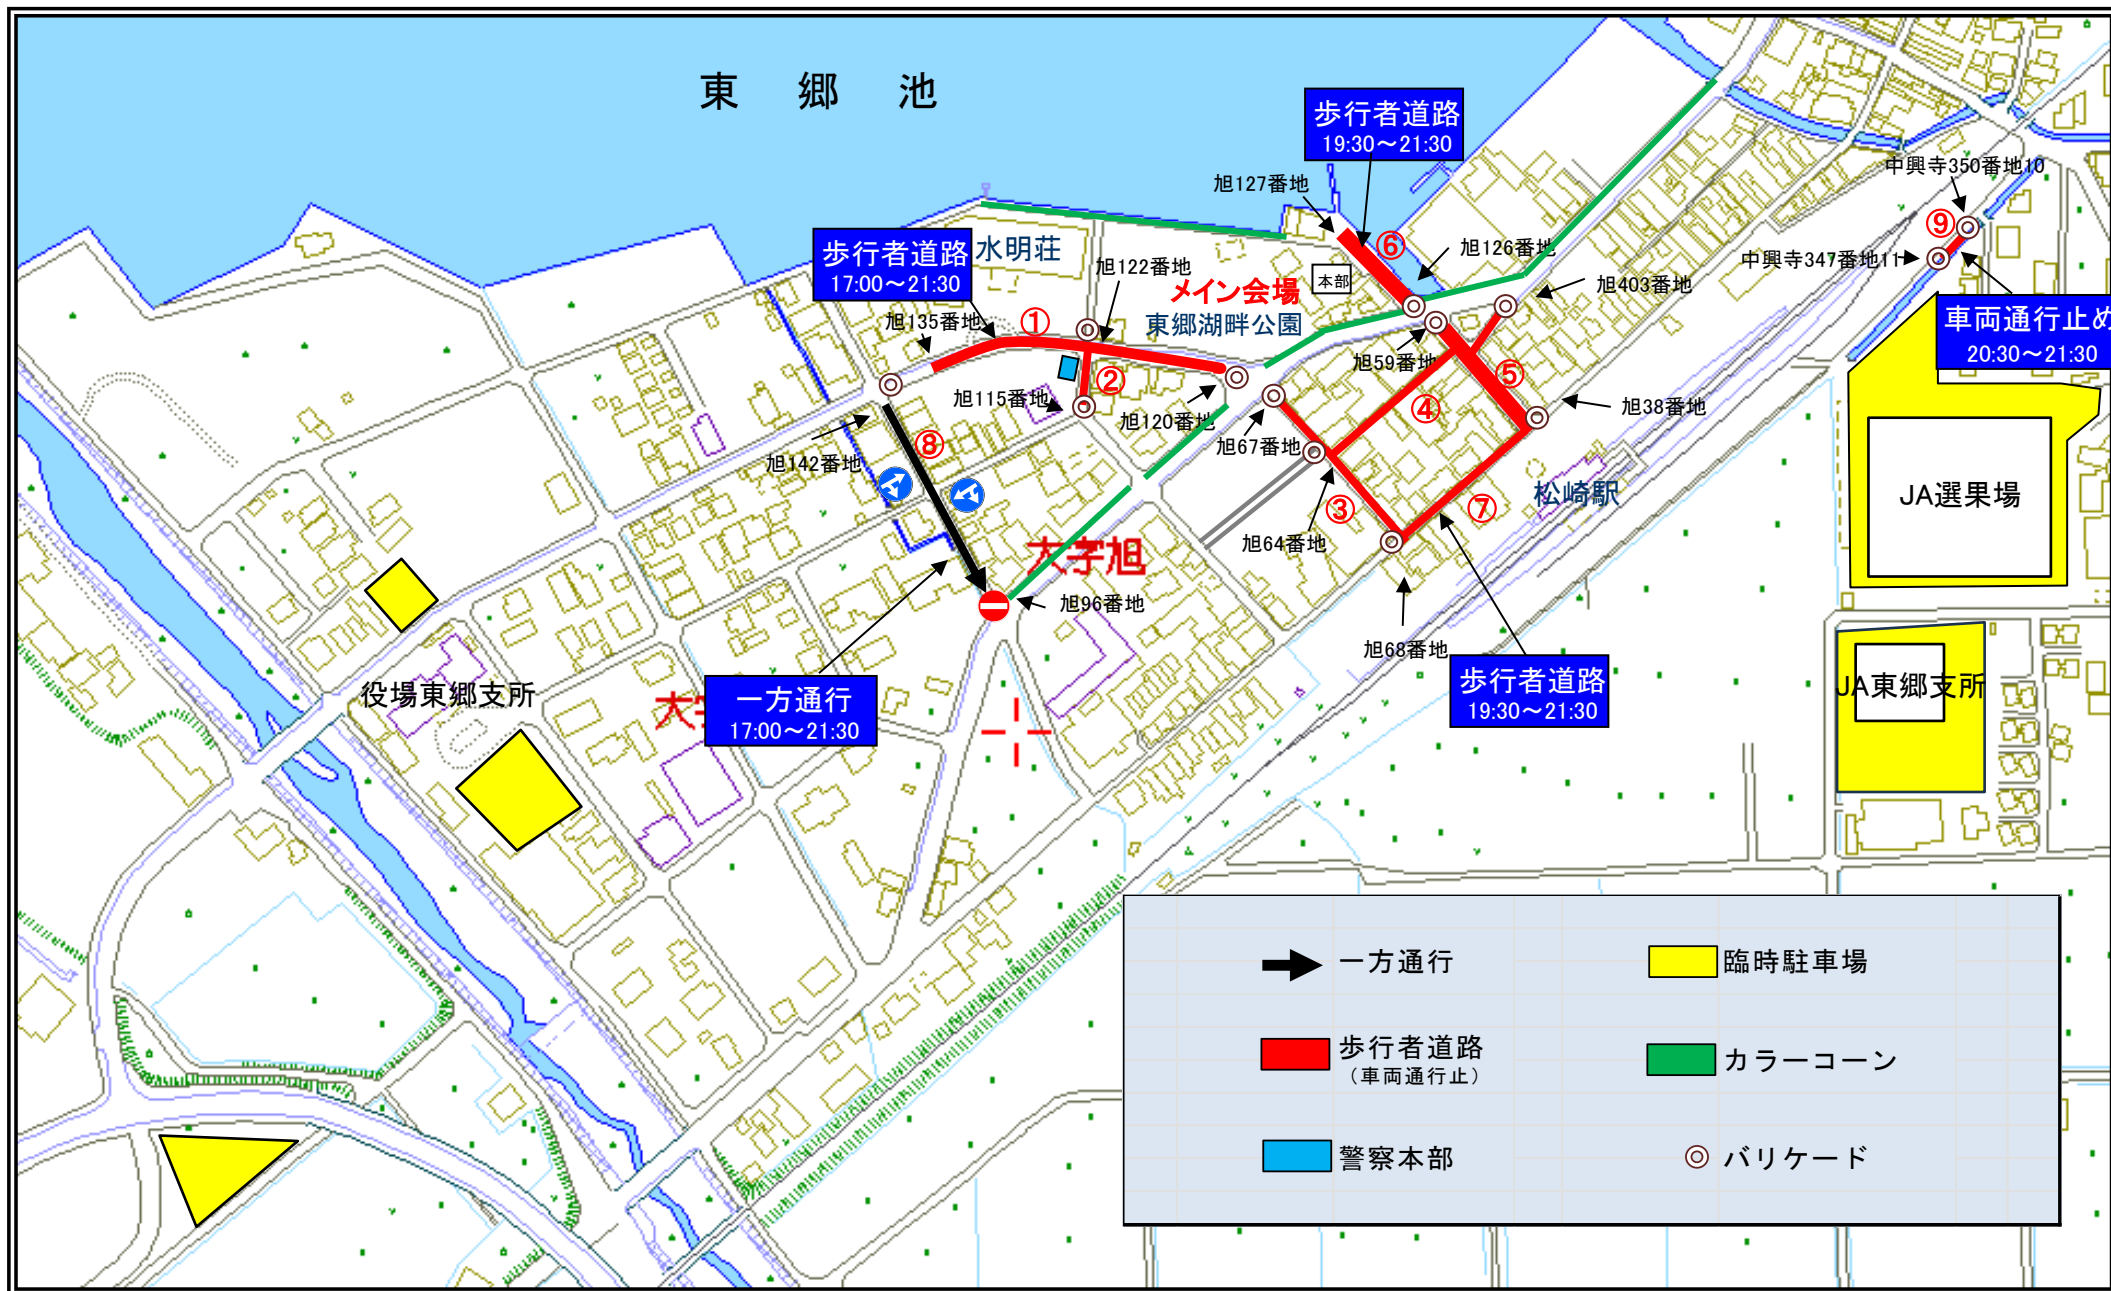 東 郷 池
歩行者道路
19:30～21:30
旭127番地
⑥
旭126番地
中興寺350番地10
⑨
中興寺347番地11
車両通行止め
20:30～21:30
歩行者道路
17:00～21:30
水明荘
旭122番地
メイン会場
東郷湖畔公園
本部
旭403番地
旭135番地
①
旭59番地
②
⑤
旭115番地
旭120番地
④
旭38番地
旭67番地
⑧
旭142番地
松崎駅
JA選果場
③
⑦
旭64番地
大字旭
旭96番地
旭68番地
歩行者道路
19:30～21:30
役場東郷支所
大
一方通行
17:00～21:30
JA東郷支所
一方通行
臨時駐車場
歩行者道路
（車両通行止）
カラーコーン
警察本部
バリケード